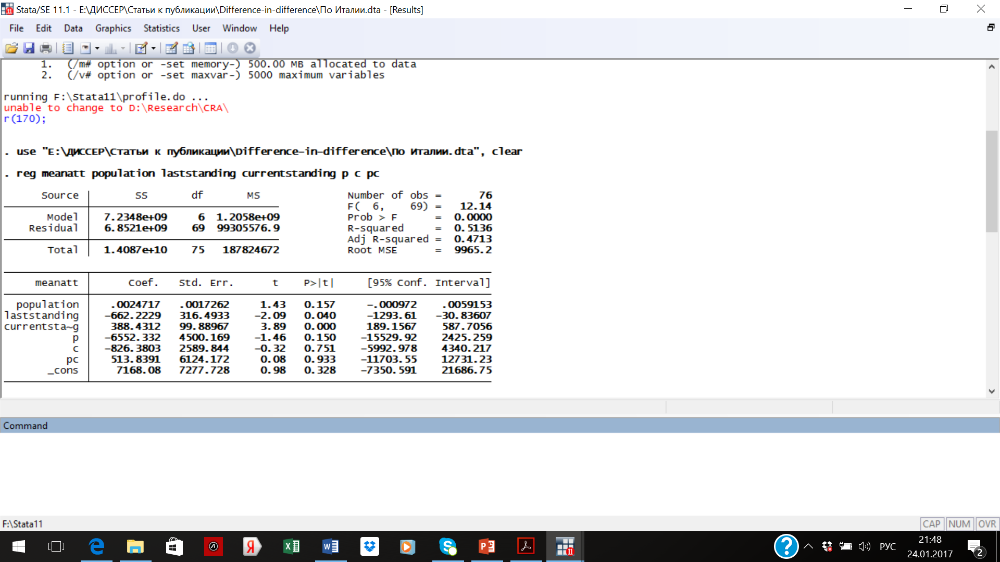 Stata/SE 11.1 - E:\ДИССЕР\Статьи к публикации\Difference-in-difference\По Италии.dta - [Results]
File Edit Data Graphics Statistics User Window Help
1. (/m# option or -set memory-) 500.00 MB allocated to data
2. (/v# option or -set maxvar-) 5000 maximum variables
running F:\Stata11\profile.do ...
unable to change to D:\Research\CRA\
r(170);
. use "E:\ДИССЕР\Статьи к публикации\Difference-in-difference\По Италии.dta", clear
. reg meanatt population laststanding currentstanding p c pc
Source SS df MS Number of obs = 76
F( 6, 69) = 12.14
Model 7.2348e+09 6 1.2058e+09 Prob > F = 0.0000
Residual 6.8521e+09 69 99305576.9 R-squared = 0.5136
Adj R-squared = 0.4713
Total 1.4087e+10 75 187824672 Root MSE = 9965.2
meanatt Coef. Std. Err. t P>|t| [95% Conf. Interval]
population .0024717 .0017262 1.43 0.157 -.000972 .0059153
laststanding -662.2229 316.4933 -2.09 0.040 -1293.61 -30.83607
currentsta~g 388.4312 99.88967 3.89 0.000 189.1567 587.7056
p -6552.332 4500.169 -1.46 0.150 -15529.92 2425.259
c -826.3803 2589.844 -0.32 0.751 -5992.978 4340.217
pc 513.8391 6124.172 0.08 0.933 -11703.55 12731.23
_cons 7168.08 7277.728 0.98 0.328 -7350.591 21686.75
Command
F:\Stata11 CAP NUM OVR
РУС 21:48
24.01.2017 2